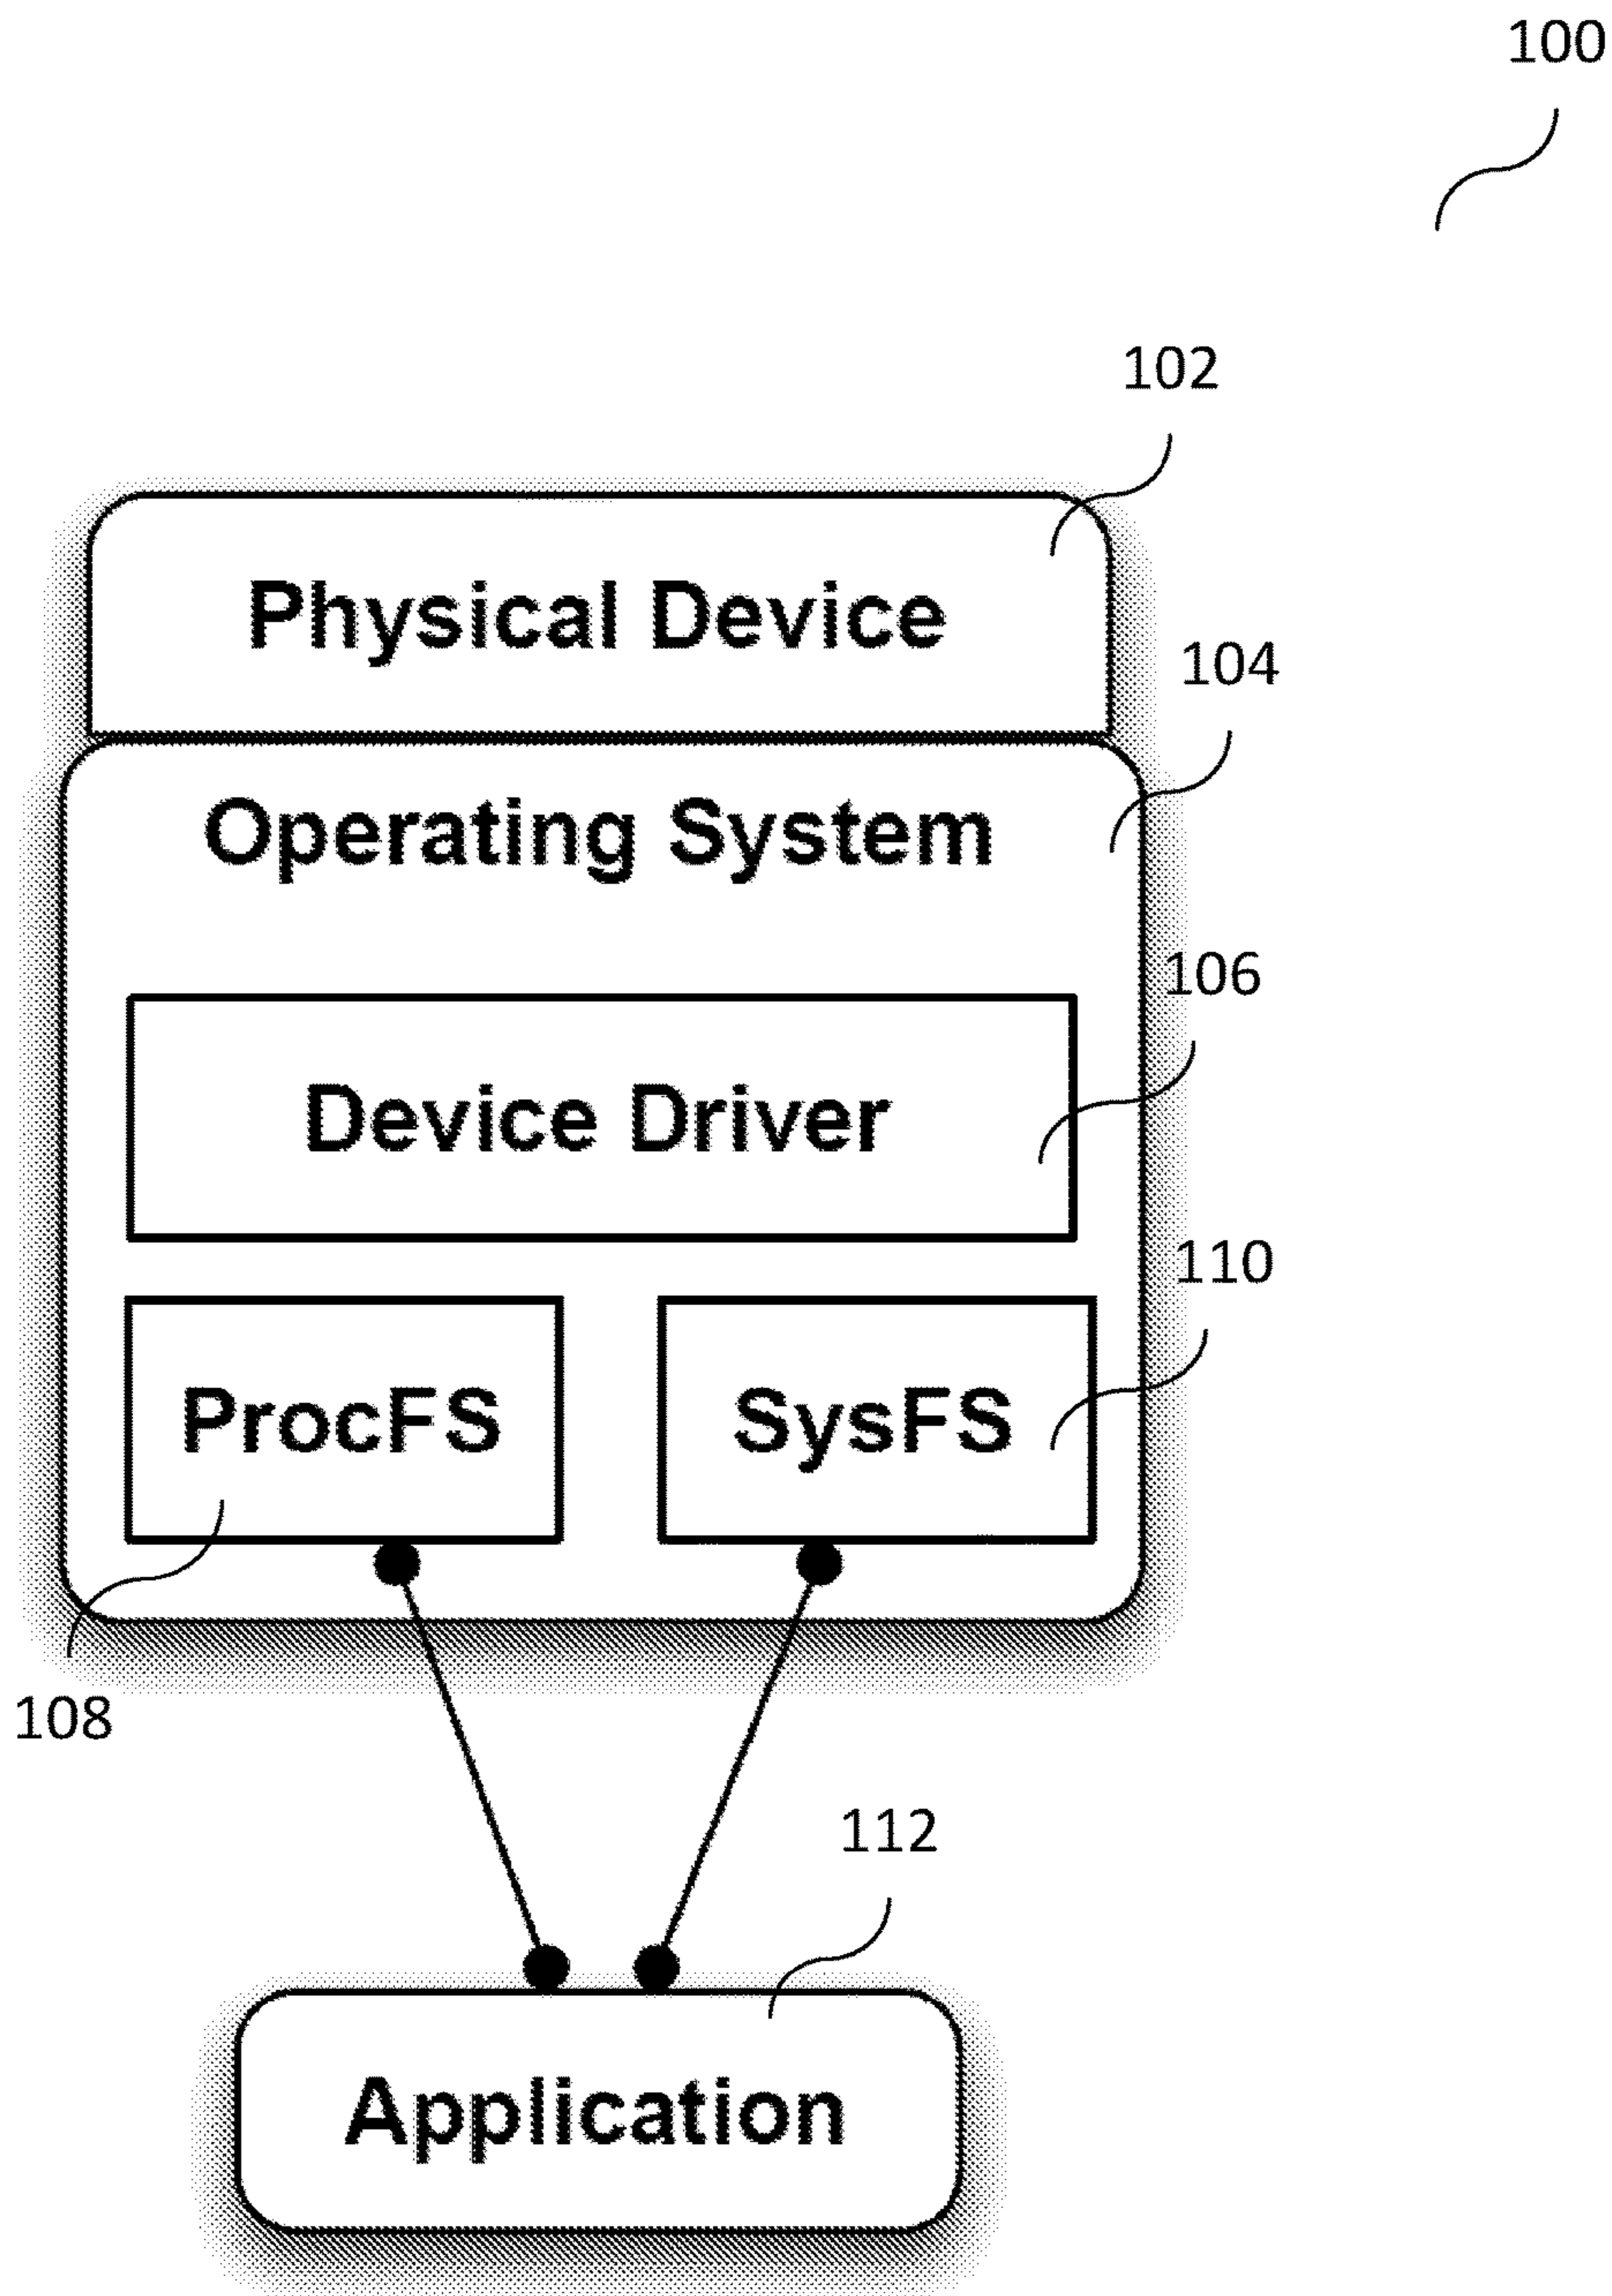 100
102
Physical Device
104
Operating System
106
Device Driver
110
ProcFS
SysFS
108
112
Application